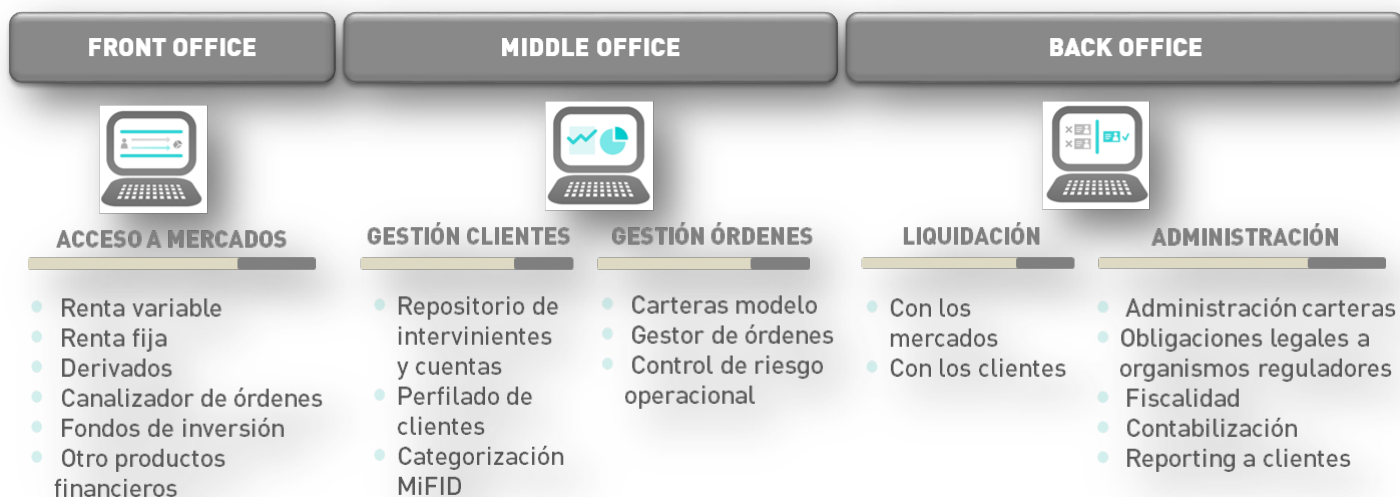 FRONT OFFICE
MIDDLE OFFICE
BACK OFFICE
ACCESO A MERCADOS
Renta variable
Renta fija
Derivados
Canalizador de órdenes
Fondos de inversión
Otro productos
financieros
GESTIÓN CLIENTES
Repositorio de
intervinientes
y cuentas
Perfilado de
clientes
Categorización
MiFID
GESTIÓN ÓRDENES
Carteras modelo
Gestor de órdenes
Control de riesgo
operacional
LIQUIDACIÓN
Con los
mercados
Con los clientes
ADMINISTRACIÓN
Administración carteras
Obligaciones legales a
organismos reguladores
Fiscalidad
Contabilización
Reporting a clientes